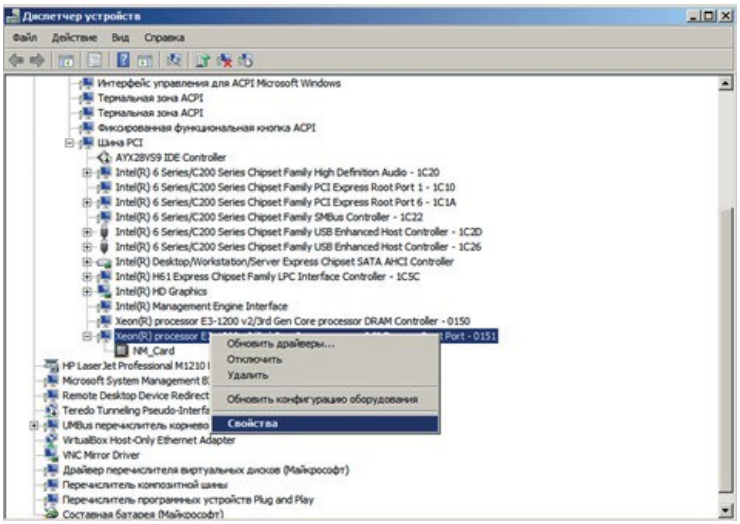 Диспетчер устройств
Файл Действие Вид Справка
Интерфейс управления для ACPI Microsoft Windows
Термальная зона ACPI
Термальная зона ACPI
Фиксированная функциональная кнопка ACPI
Шина PCI
AYX28VS9 IDE Controller
Intel(R) 6 Series/C200 Series Chipset Family High Definition Audio - 1C20
Intel(R) 6 Series/C200 Series Chipset Family PCI Express Root Port 1 - 1C10
Intel(R) 6 Series/C200 Series Chipset Family PCI Express Root Port 6 - 1C1A
Intel(R) 6 Series/C200 Series Chipset Family SMBus Controller - 1C22
Intel(R) 6 Series/C200 Series Chipset Family USB Enhanced Host Controller - 1C2D
Intel(R) 6 Series/C200 Series Chipset Family USB Enhanced Host Controller - 1C26
Intel(R) Desktop/Workstation/Server Express Chipset SATA AHCI Controller
Intel(R) H61 Express Chipset Family LPC Interface Controller - 1C5C
Intel(R) HD Graphics
Intel(R) Management Engine Interface
Xeon(R) processor E3-1200 v2/3rd Gen Core processor DRAM Controller - 0150
Xeon(R) processor Port - 0151
NM_Card
HP LaserJet Professional M1210
Microsoft System Management
Remote Desktop Device Redirect
Teredo Tunneling Pseudo-Interfa
UMBus перечислитель корнево
VirtualBox Host-Only Ethernet Adapter
VNC Mirror Driver
Драйвер перечислителя виртуальных дисков (Майкрософт)
Перечислитель композитной шины
Перечислитель программных устройств Plug and Play
Составная батарея (Майкрософт)
Обновить драйверы...
Отключить
Удалить
Обновить конфигурацию оборудования
Свойства